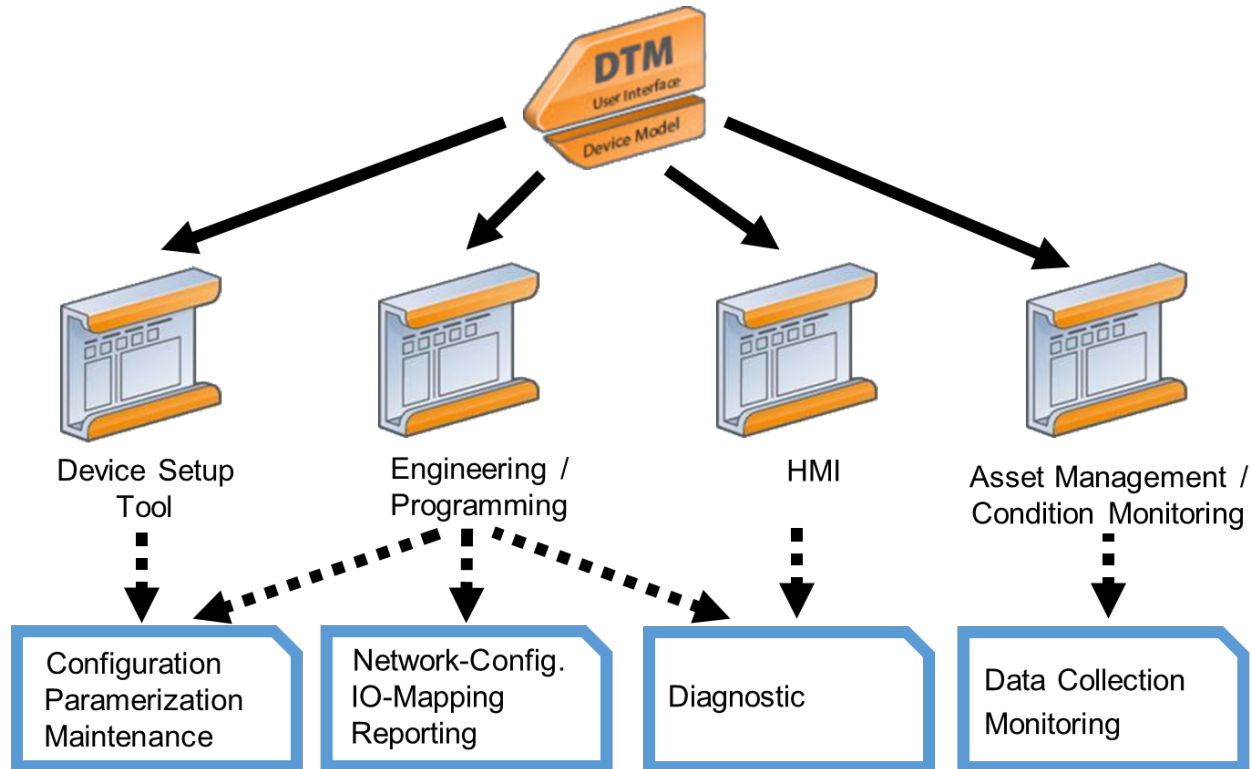 DTM
User Interface
Device Model
Device Setup
Tool
Engineering /
Programming
HMI
Asset Management /
Condition Monitoring
Configuration
Paramerization
Maintenance
Network-Config.
IO-Mapping
Reporting
Diagnostic
Data Collection
Monitoring